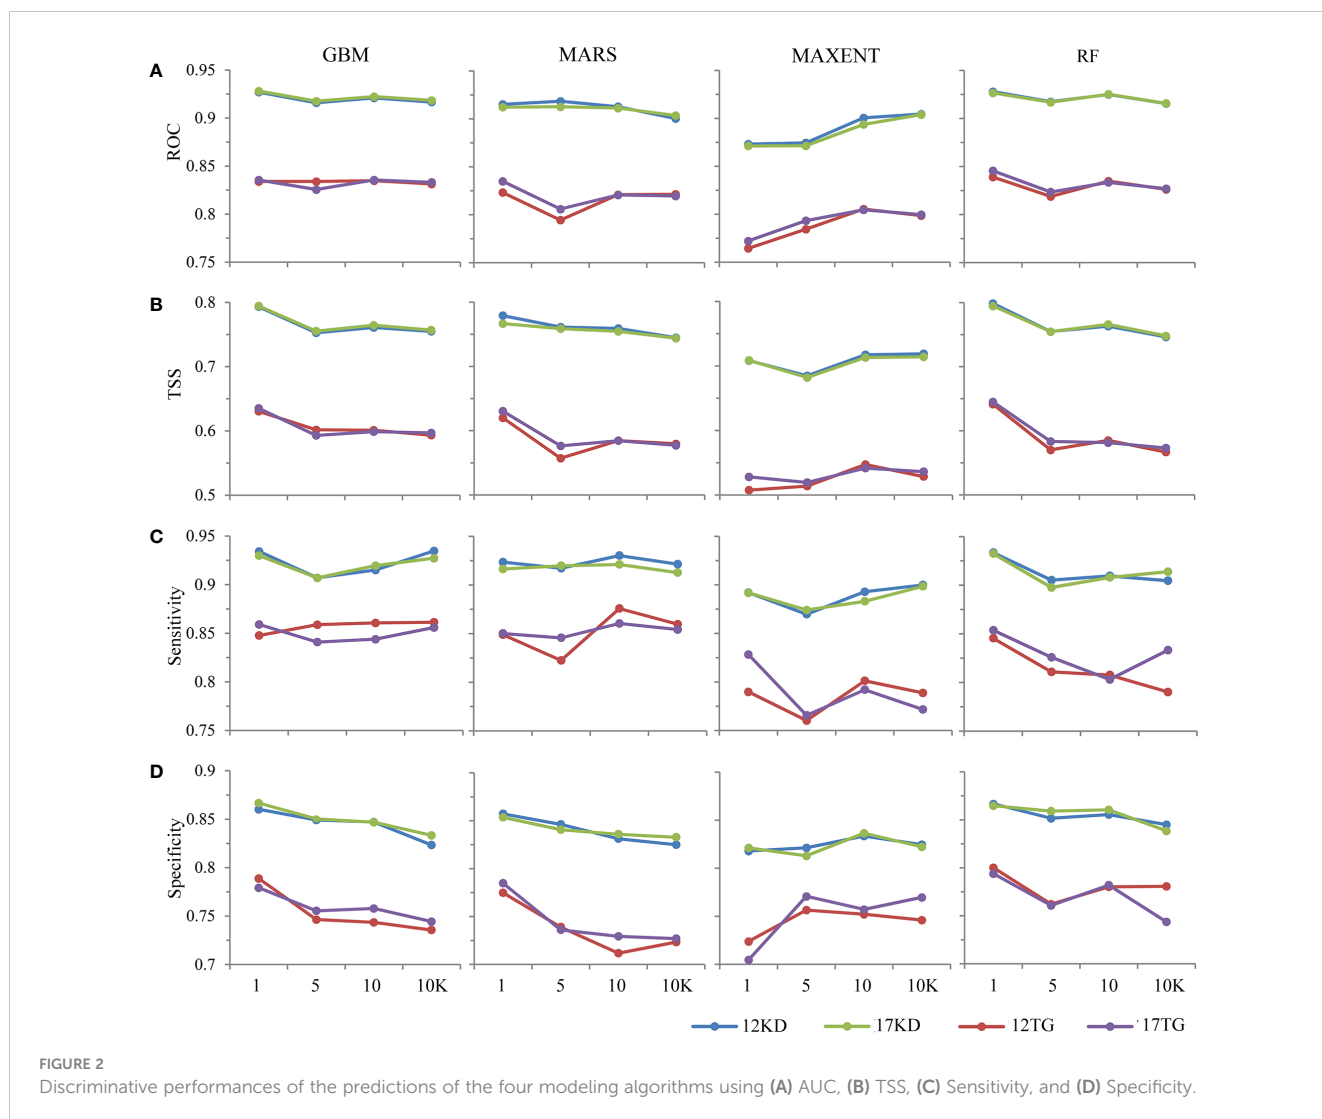 GBM MARS MAXENT RF
A
ROC
0.95
0.9
0.85
0.8
0.75
B
TSS
0.8
0.7
0.6
0.5
C
Sensitivity
0.95
0.9
0.85
0.8
0.75
D
Specificity
0.9
0.85
0.8
0.75
0.7
1 5 10 10K 1 5 10 10K 1 5 10 10K 1 5 10 10K
12KD 17KD 12TG 17TG
FIGURE 2
Discriminative performances of the predictions of the four modeling algorithms using (A) AUC, (B) TSS, (C) Sensitivity, and (D) Specificity.